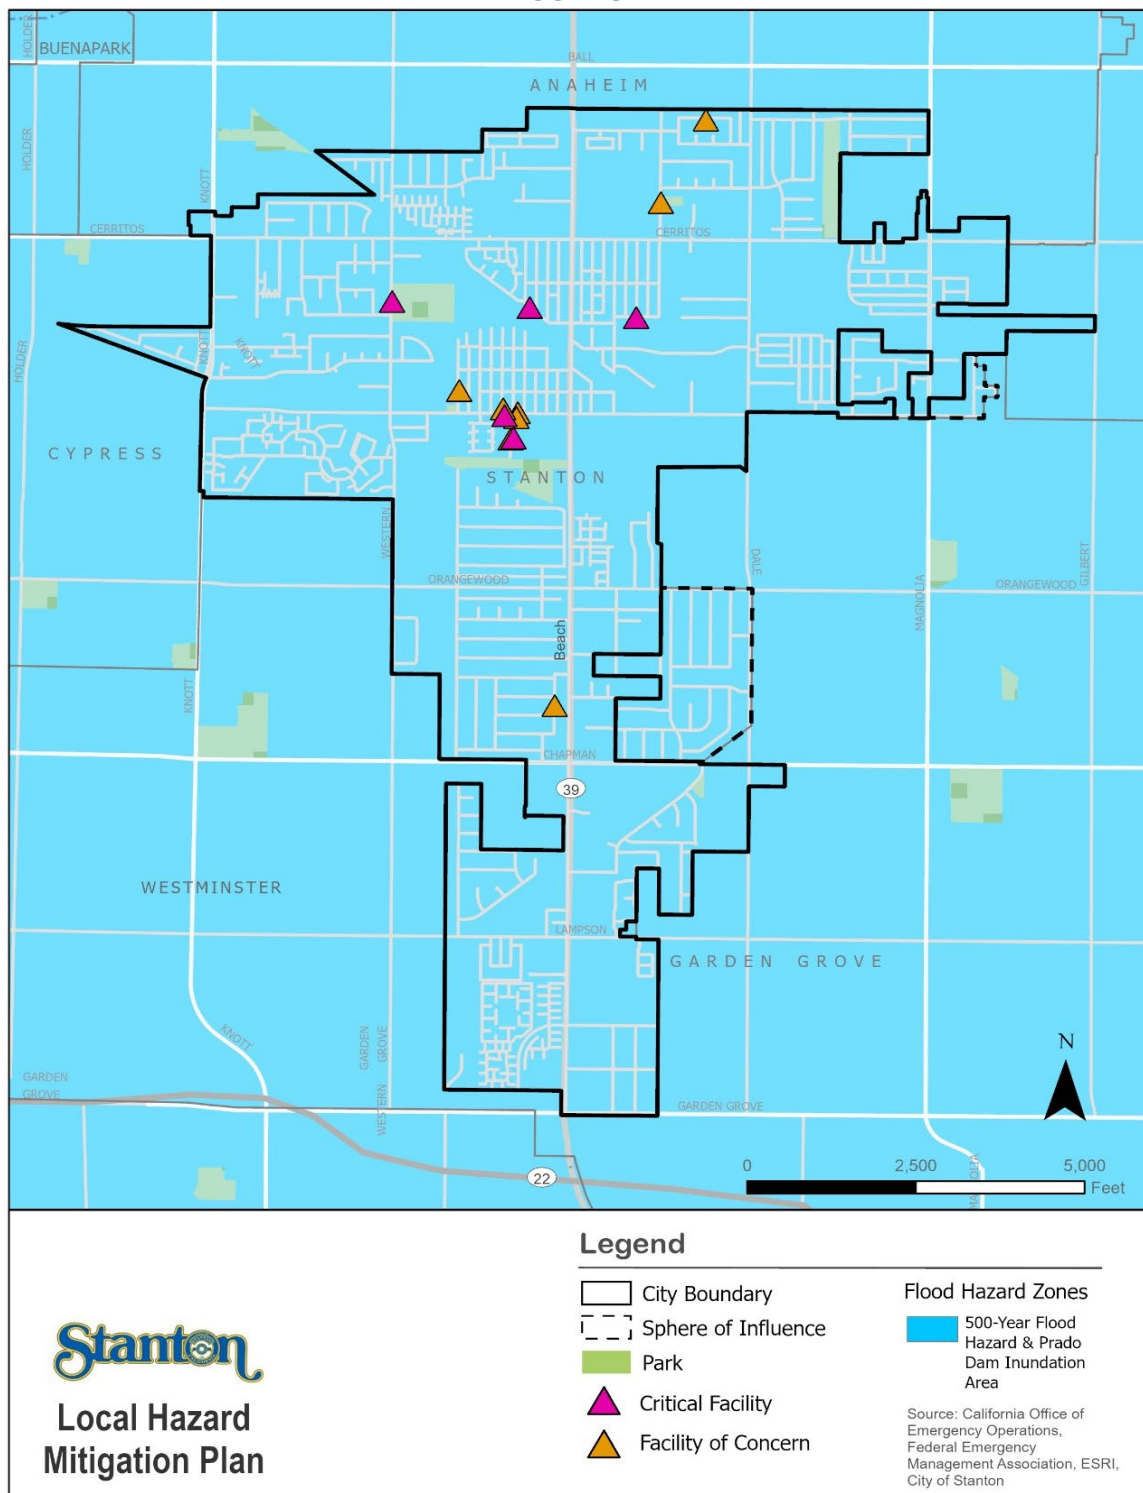 HOLDER
BUENAPARK
BALL
ANAHEIM
HOLDER
KNOTT
CERRITOS
CERRITOS
HOLDER
KNOTT
KNOTT
CYPRESS
STANTON
WESTERN
DALE
GILBERT
ORANGEWOOD
MAGNOLIA
ORANGEWOOD
Beach
KNOTT
CHAPMAN
39
WESTMINSTER
LAMPSON
GARDEN GROVE
KNOTT
GARDEN
GROVE
N
GARDEN
GROVE
WESTERN
GARDEN GROVE
MAGNOLIA
22
0 2,500 5,000
Feet
Legend
City Boundary
Sphere of Influence
Park
Critical Facility
Facility of Concern
Flood Hazard Zones
500-Year Flood
Hazard & Prado
Dam Inundation
Area
Source: California Office of
Emergency Operations,
Federal Emergency
Management Association, ESRI,
City of Stanton
Stanton
Local Hazard
Mitigation Plan